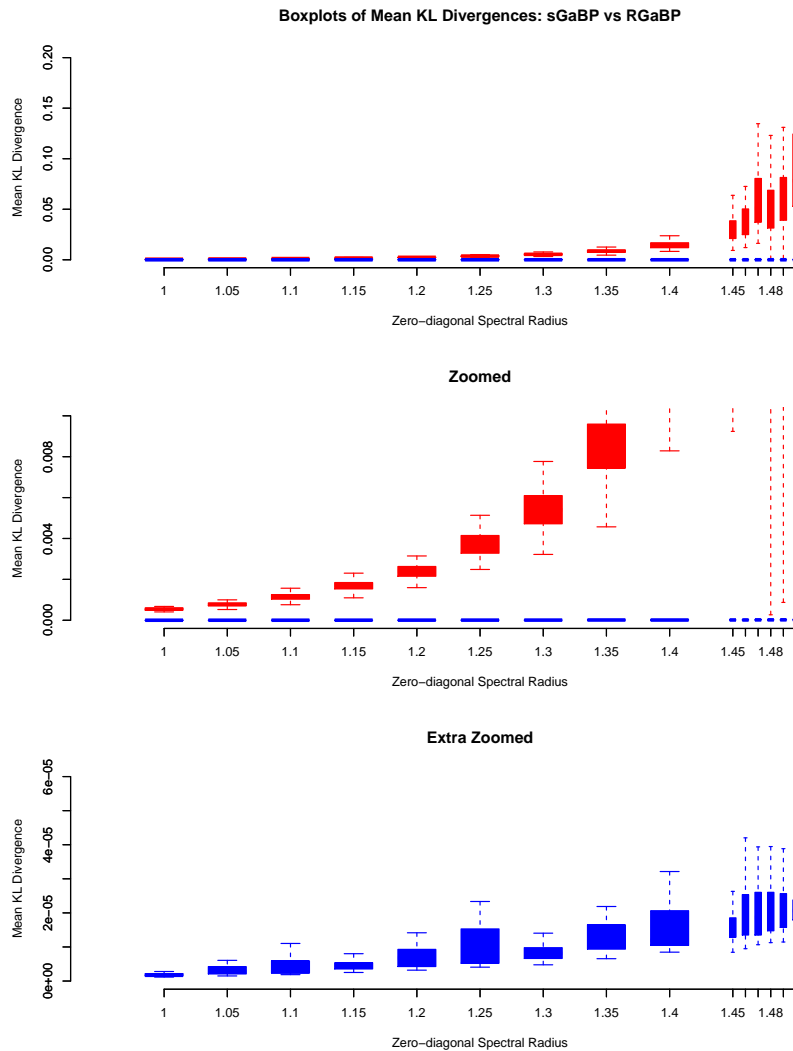 Boxplots of Mean KL Divergences: sGaBP vs RGaBP
Mean KL Divergence
0.20
0.15
0.10
0.05
0.00
1 1.05 1.1 1.15 1.2 1.25 1.3 1.35 1.4 1.45 1.48
Zero−diagonal Spectral Radius
Zoomed
Mean KL Divergence
0.008
0.004
0.000
1 1.05 1.1 1.15 1.2 1.25 1.3 1.35 1.4 1.45 1.48
Zero−diagonal Spectral Radius
Extra Zoomed
Mean KL Divergence
6e−05
4e−05
2e−05
0e+00
1 1.05 1.1 1.15 1.2 1.25 1.3 1.35 1.4 1.45 1.48
Zero−diagonal Spectral Radius